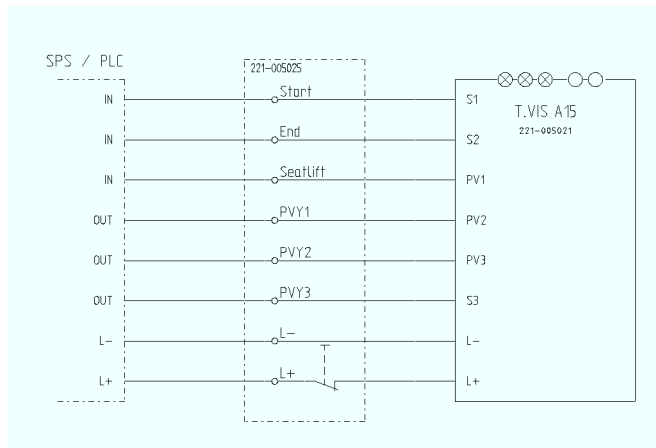 SPS / PLC
221-005025
T.VIS A15
221-005021
IN Start S1
IN End S2
IN Seatlift PV1
OUT PVY1 PV2
OUT PVY2 PV3
OUT PVY3 S3
L- L- L-
L+ L+ L+